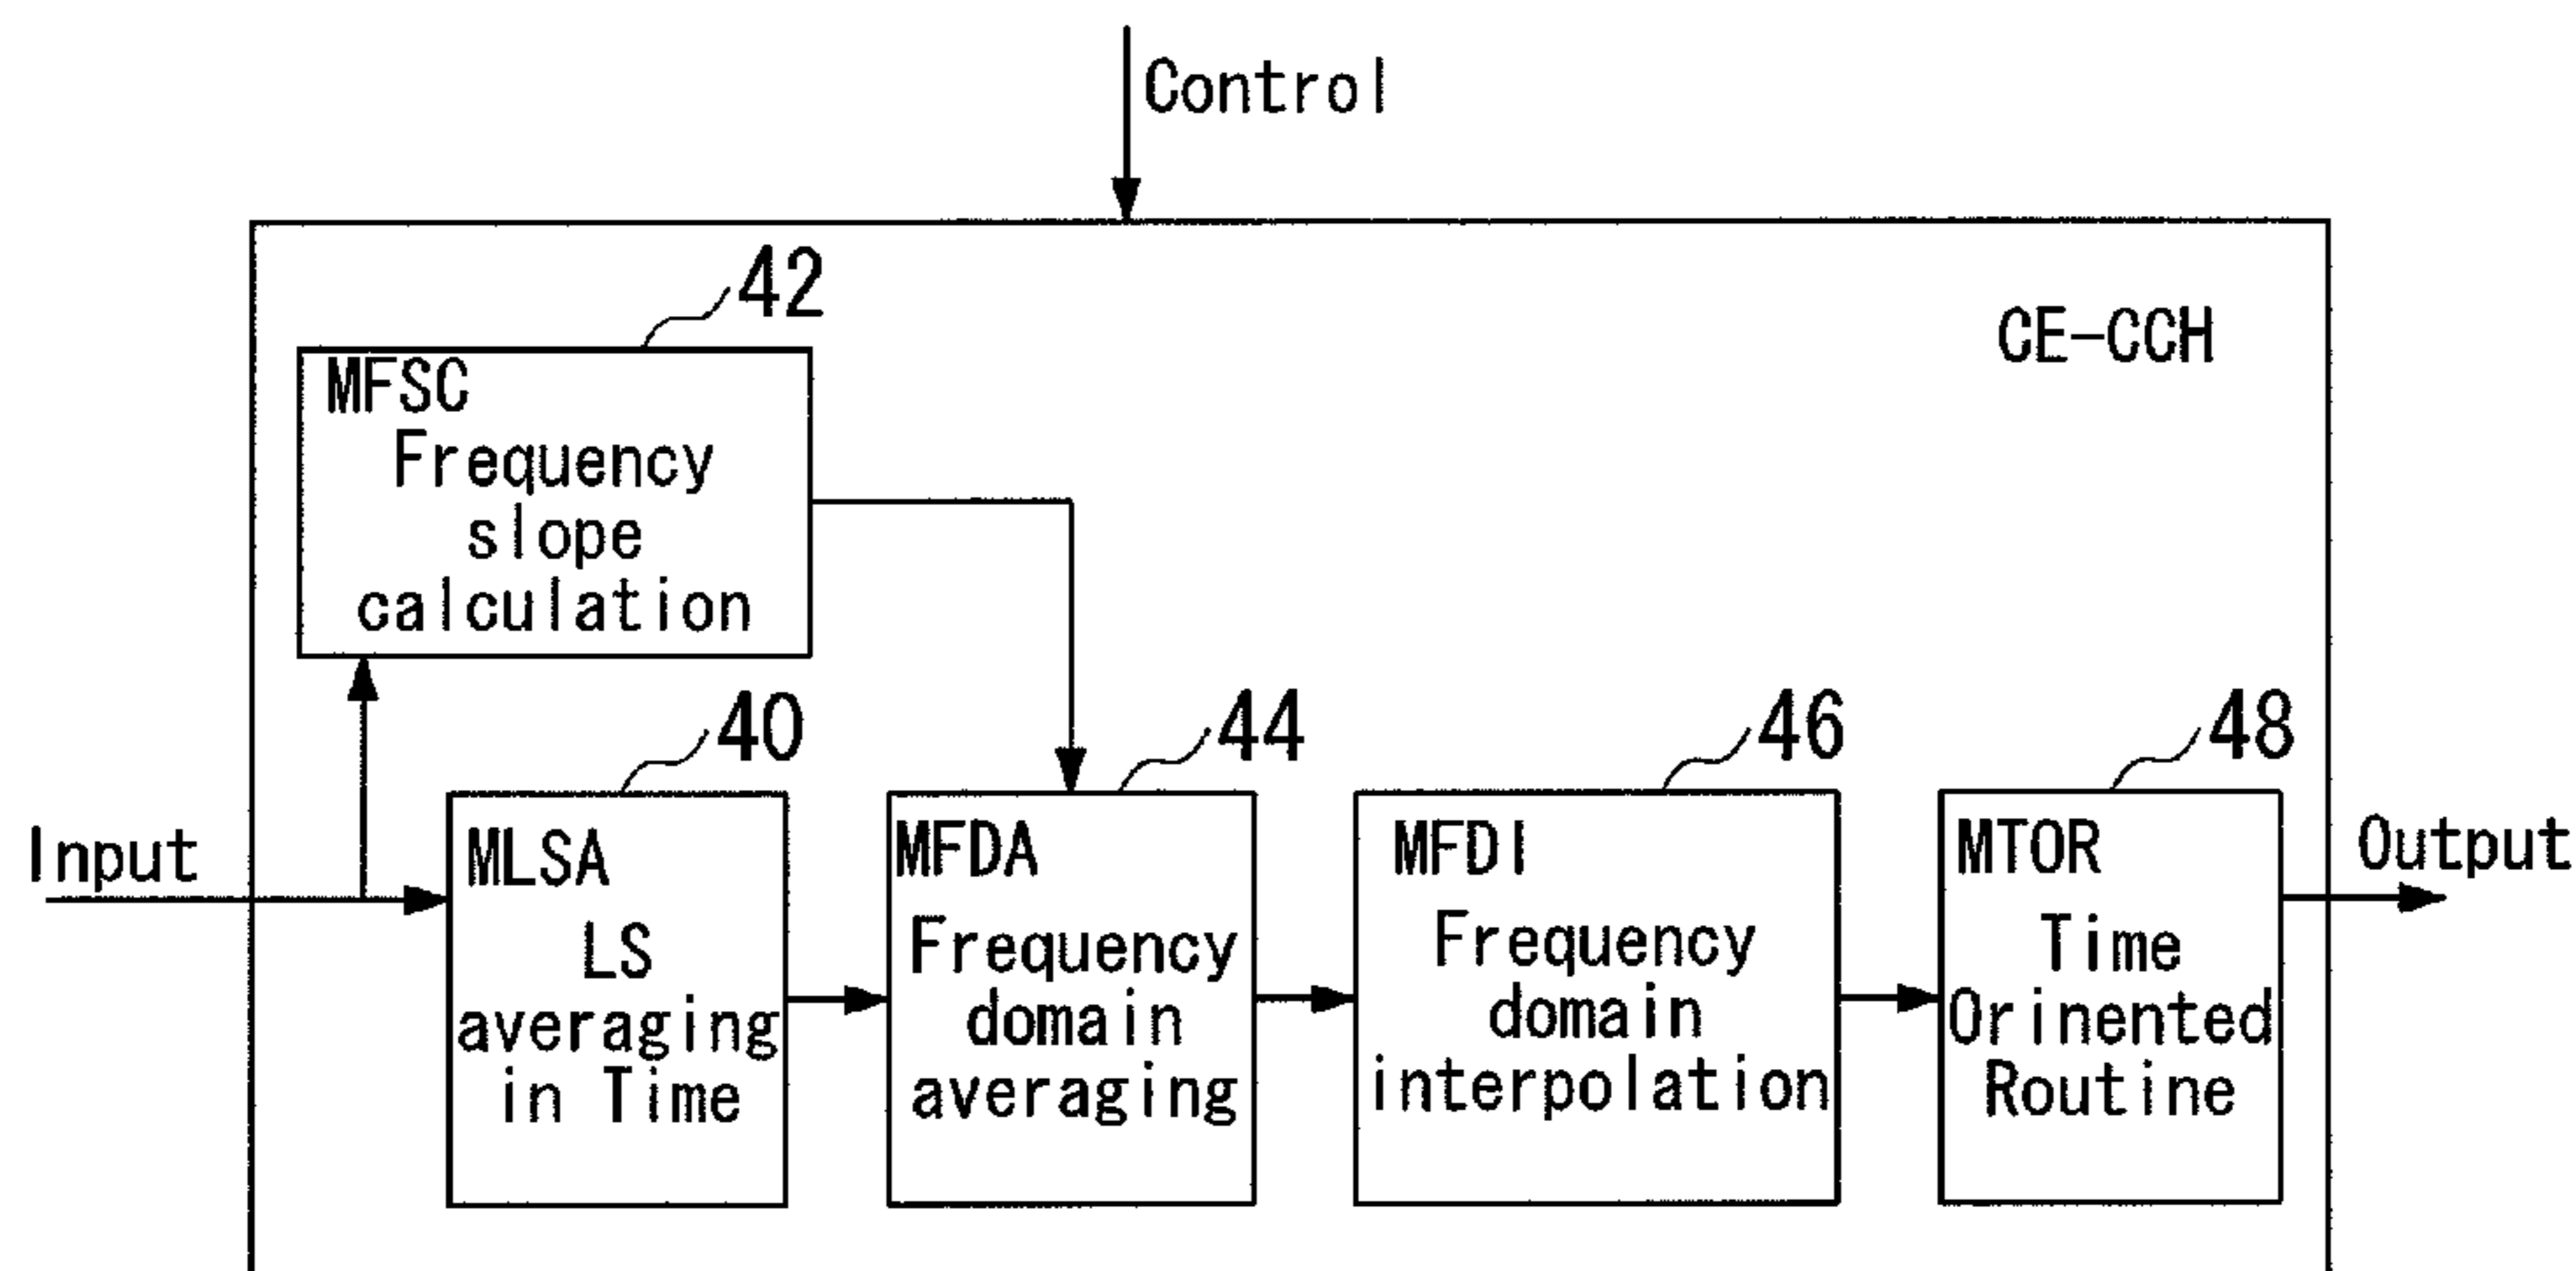 Control
CE-CCH
42
MFSC
Frequency
slope
calculation
40
44
46
48
Input
MLSA
LS
averaging
in Time
MFDA
Frequency
domain
averaging
MFDI
Frequency
domain
interpolation
MTOR
Time
Orinented
Routine
Output